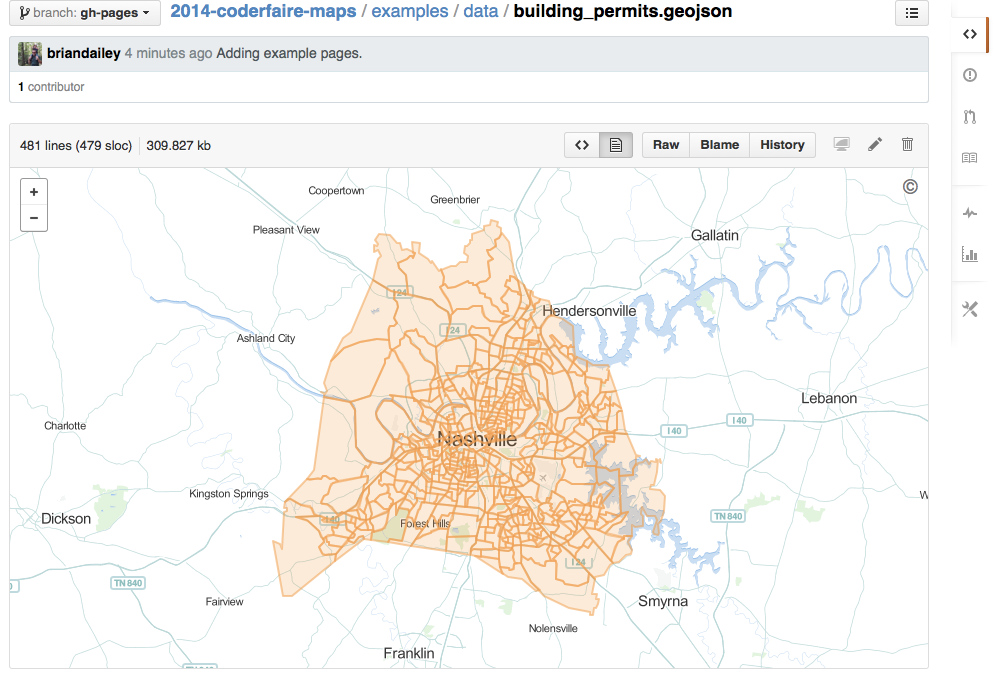 branch: gh-pages
2014-coderfaire-maps / examples / data / building_permits.geojson
briandailey 4 minutes ago Adding example pages.
1 contributor
481 lines (479 sloc) 309.827 kb
Raw Blame History
+
−
©
Coopertown
Greenbrier
Pleasant View
Gallatin
I 24
Hendersonville
I 24
Ashland City
Lebanon
Charlotte
I 40
I 40
Nashville
Kingston Springs
W
Dickson
I 40
Forest Hills
TN 840
I 24
TN 840
Fairview
Smyrna
Nolensville
Franklin
TN 840